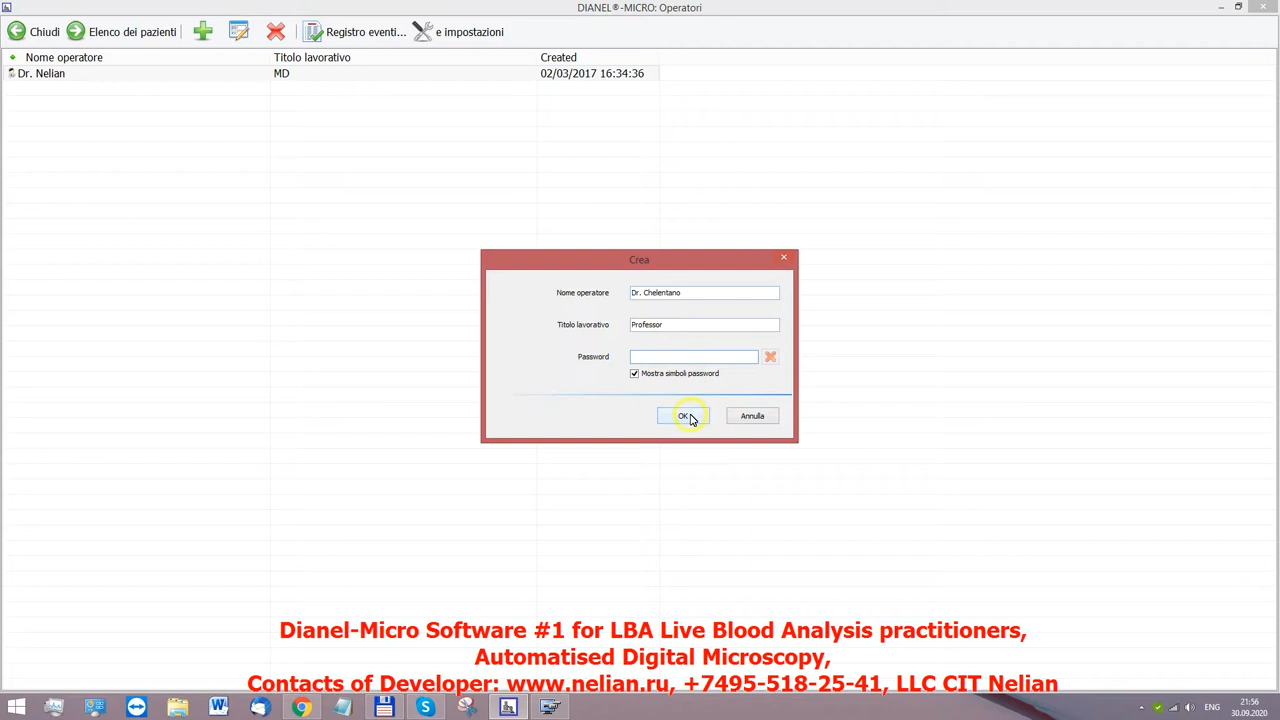 DIANEL®-MICRO: Operatori
Chiudi Elenco dei pazienti Registro eventi... e impostazioni
Nome operatore Titolo lavorativo Created
Dr. Nelian MD 02/03/2017 16:34:36
Crea
Nome operatore Dr. Chelentano
Titolo lavorativo Professor
Password
Mostra simboli password
OK Annulla
Dianel-Micro Software #1 for LBA Live Blood Analysis practitioners,
Automatised Digital Microscopy,
Contacts of Developer: www.nelian.ru, +7495-518-25-41, LLC CIT Nelian
ENG 21:56
30.09.2020